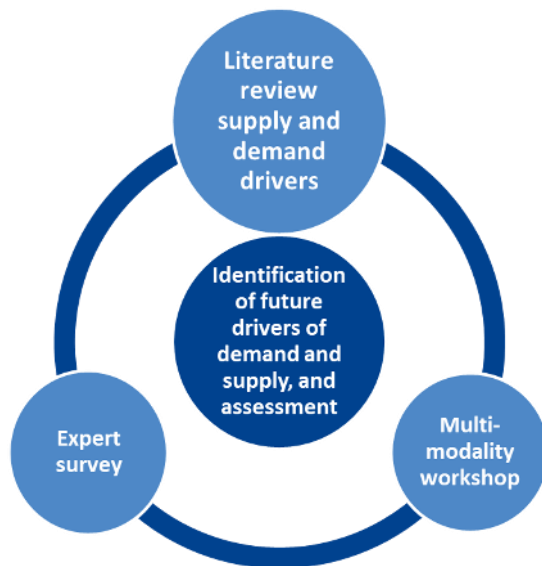 Literature
review
supply and
demand
drivers
Identification
of future
drivers of
demand and
supply, and
assessment
Expert
survey
Multi-
modality
workshop